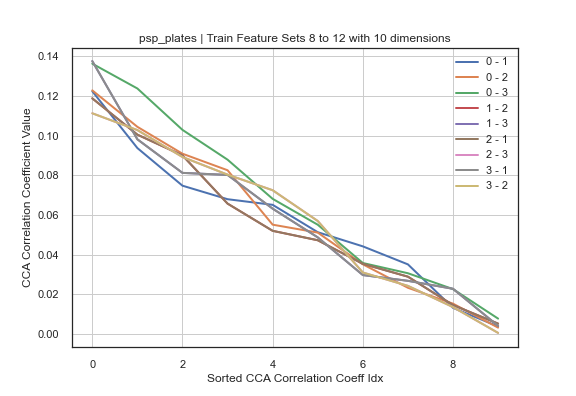 psp_plates | Train Feature Sets 8 to 12 with 10 dimensions
CCA Correlation Coefficient Value
0.14
0.12
0.10
0.08
0.06
0.04
0.02
0.00
0 - 1
0 - 2
0 - 3
1 - 2
1 - 3
2 - 1
2 - 3
3 - 1
3 - 2
0
2
4
6
8
Sorted CCA Correlation Coeff Idx